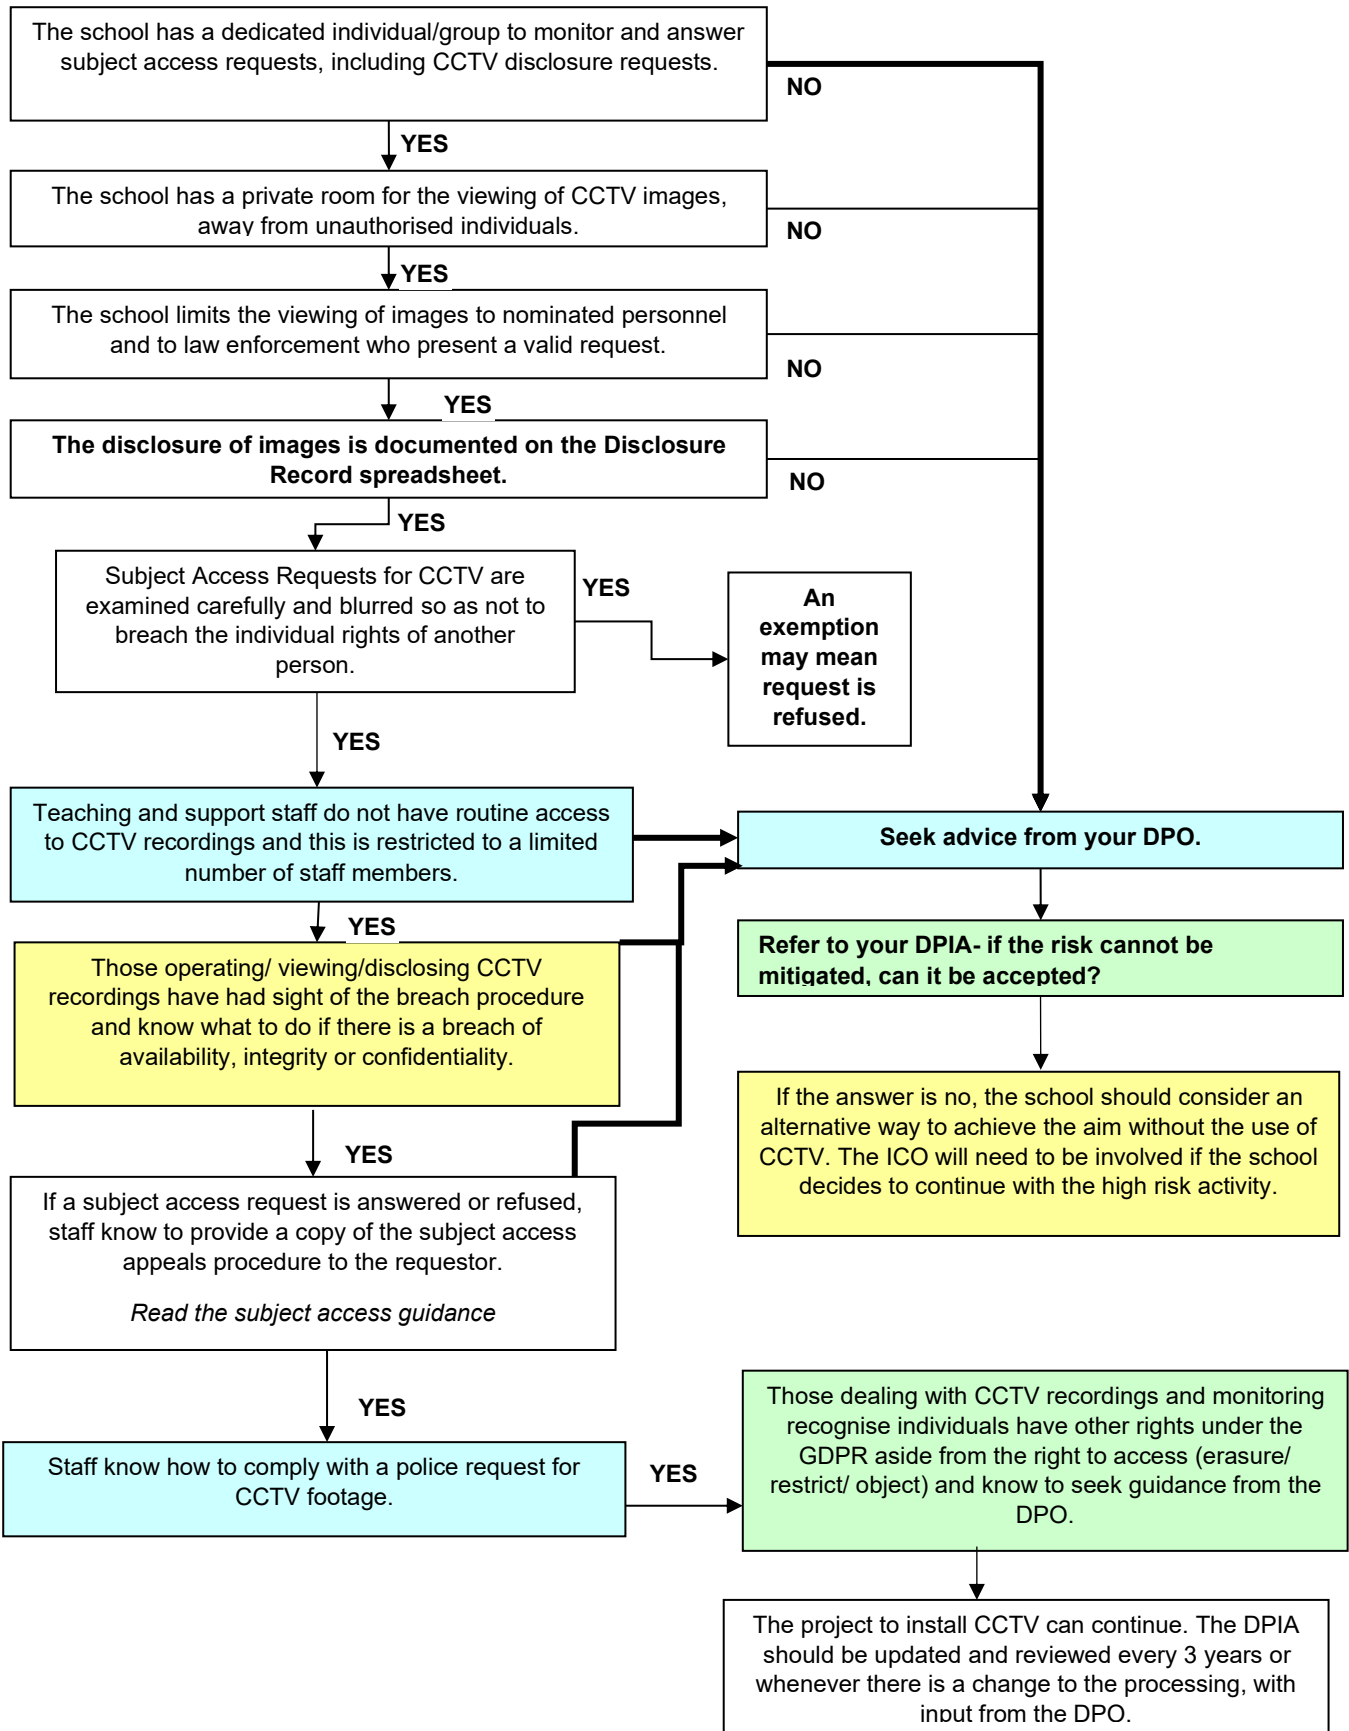 The school has a dedicated individual/group to monitor and answer
subject access requests, including CCTV disclosure requests.
NO
YES
The school has a private room for the viewing of CCTV images,
away from unauthorised individuals.
NO
YES
The school limits the viewing of images to nominated personnel
and to law enforcement who present a valid request.
NO
YES
The disclosure of images is documented on the Disclosure
Record spreadsheet.
NO
YES
Subject Access Requests for CCTV are
examined carefully and blurred so as not to
breach the individual rights of another
person.
YES
An
exemption
may mean
request is
refused.
YES
Teaching and support staff do not have routine access
to CCTV recordings and this is restricted to a limited
number of staff members.
Seek advice from your DPO.
YES
Refer to your DPIA- if the risk cannot be
mitigated, can it be accepted?
Those operating/ viewing/disclosing CCTV
recordings have had sight of the breach procedure
and know what to do if there is a breach of
availability, integrity or confidentiality.
If the answer is no, the school should consider an
alternative way to achieve the aim without the use of
CCTV. The ICO will need to be involved if the school
decides to continue with the high risk activity.
YES
If a subject access request is answered or refused,
staff know to provide a copy of the subject access
appeals procedure to the requestor.
Read the subject access guidance
YES
Staff know how to comply with a police request for
CCTV footage.
YES
Those dealing with CCTV recordings and monitoring
recognise individuals have other rights under the
GDPR aside from the right to access (erasure/
restrict/ object) and know to seek guidance from the
DPO.
The project to install CCTV can continue. The DPIA
should be updated and reviewed every 3 years or
whenever there is a change to the processing, with
input from the DPO.